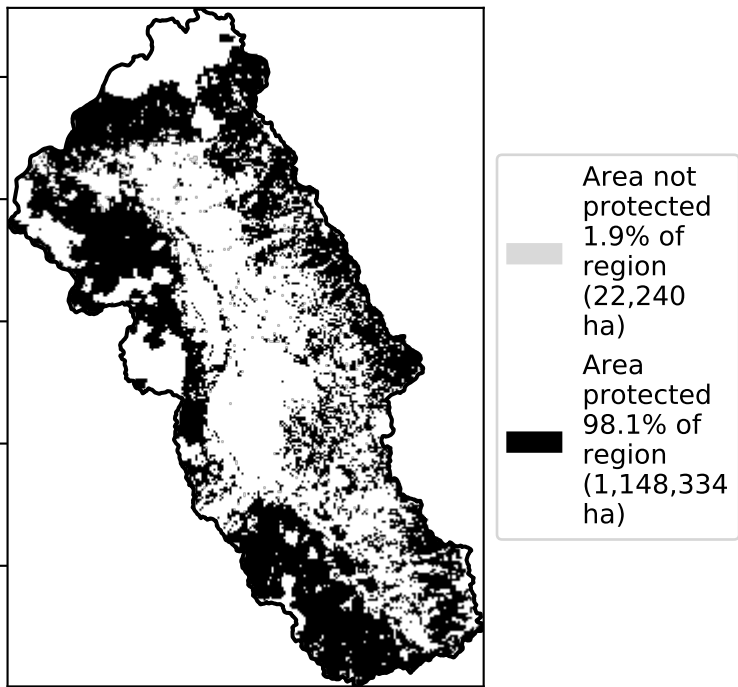 Area not
protected
1.9% of
region
(22,240
ha)
Area
protected
98.1% of
region
(1,148,334
ha)